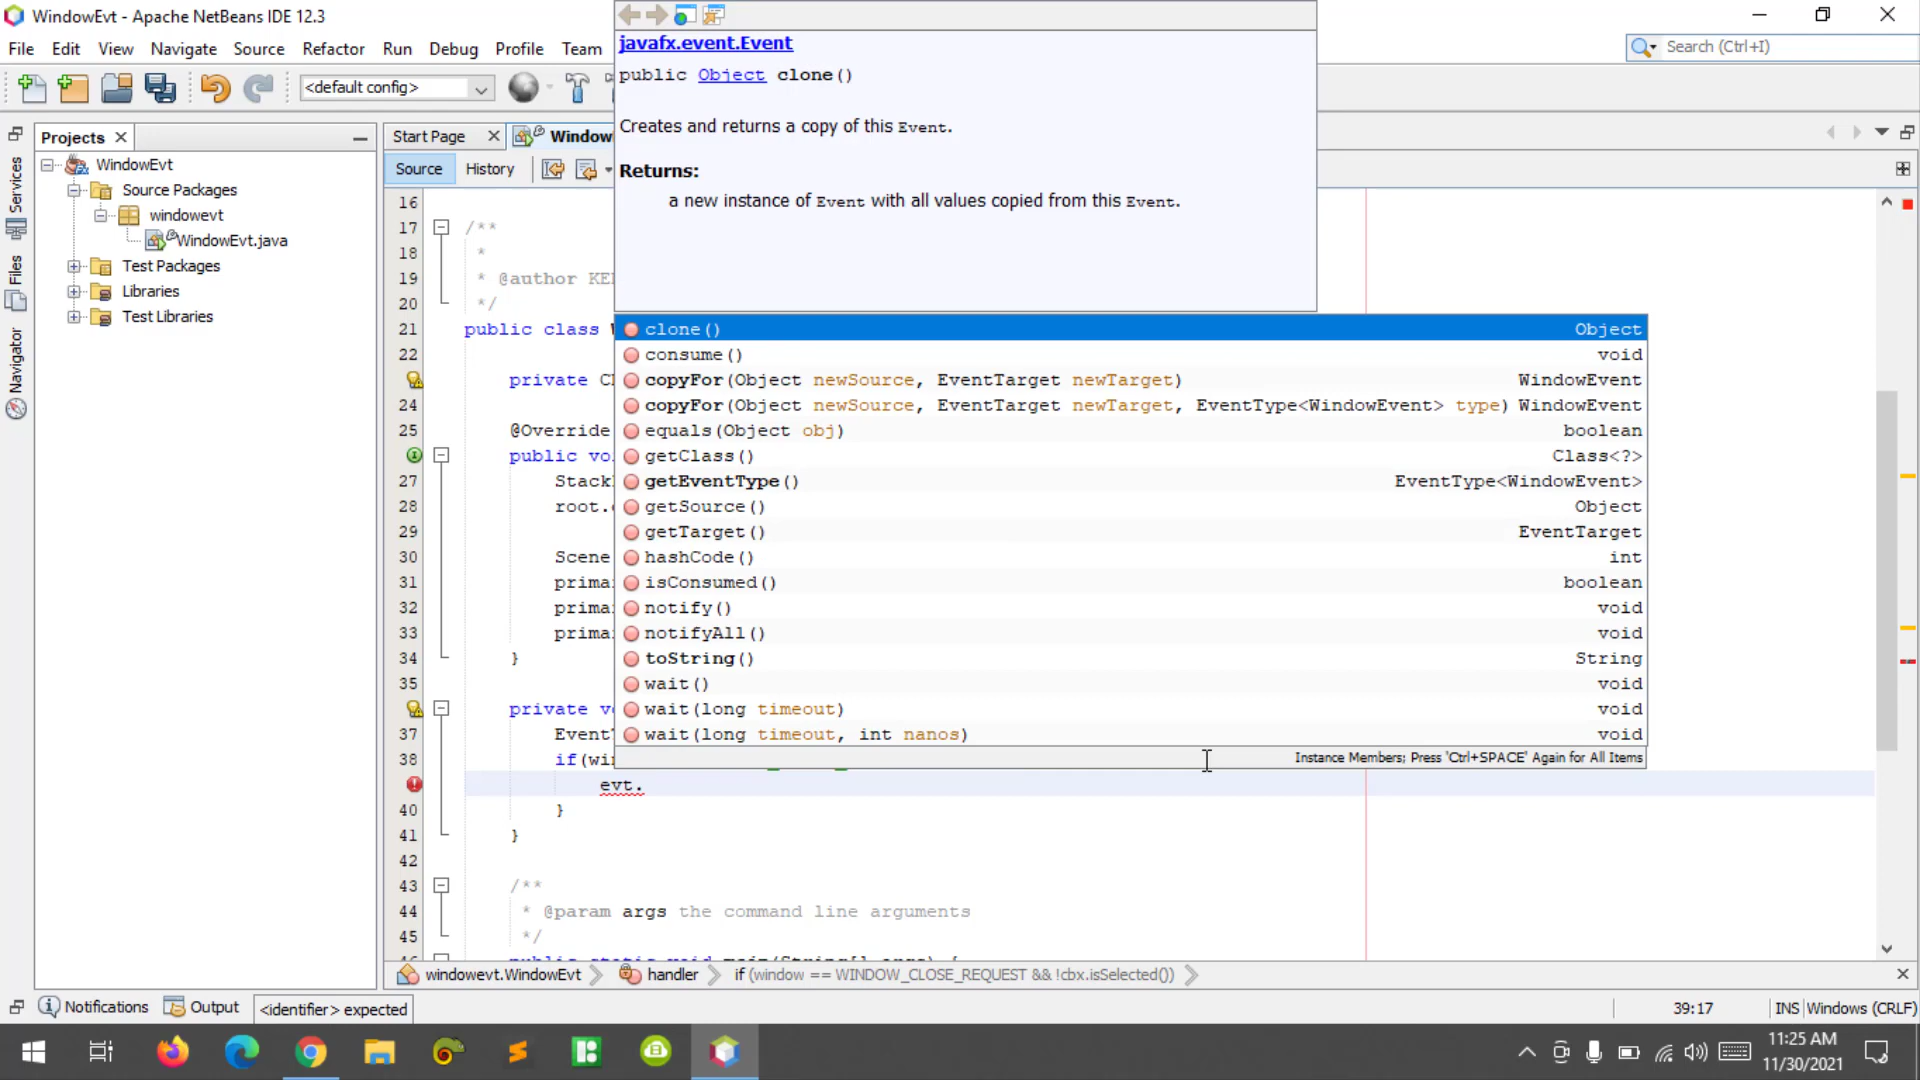 WindowEvt - Apache NetBeans IDE 12.3
File Edit View Navigate Source Refactor Run Debug Profile Team
Search (Ctrl+I)
<default config>
javafx.event.Event
public Object clone()
Creates and returns a copy of this Event.
Returns:
a new instance of Event with all values copied from this Event.
Projects
WindowEvt
Source Packages
windowevt
WindowEvt.java
Test Packages
Libraries
Test Libraries
Services
Files
Navigator
Start Page
Window
Source History
16
17 /**
18 *
19 * @author KE
20 */
21 public class
22
private C
24
25 @Override
public vo
27 Stack
28 root.
29
30 Scene
31 prima
32 prima
33 prima
34 }
35
private v
37 Event
38 if(wi
evt.
40 }
41 }
42
43 /**
44 * @param args the command line arguments
45 */
46 public static void main(String[] args) {
clone() Object
consume() void
copyFor(Object newSource, EventTarget newTarget) WindowEvent
copyFor(Object newSource, EventTarget newTarget, EventType<WindowEvent> type) WindowEvent
equals(Object obj) boolean
getClass() Class<?>
getEventType() EventType<WindowEvent>
getSource() Object
getTarget() EventTarget
hashCode() int
isConsumed() boolean
notify() void
notifyAll() void
toString() String
wait() void
wait(long timeout) void
wait(long timeout, int nanos) void
Instance Members; Press 'Ctrl+SPACE' Again for All Items
windowevt.WindowEvt handler if (window == WINDOW_CLOSE_REQUEST && !cbx.isSelected())
Notifications Output <identifier> expected
39:17 INS Windows (CRLF)
11:25 AM
11/30/2021